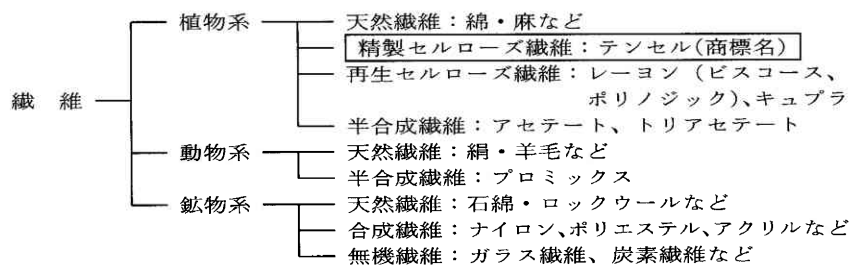 植物系
天然繊維：綿・麻など
精製セルローズ繊維：テンセル(商標名)
再生セルローズ繊維：レーヨン（ビスコース、
ポリノジック)、キュプラ
繊　維
半合成繊維：アセテート、トリアセテート
動物系
天然繊維：絹・羊毛など
半合成繊維：プロミックス
鉱物系
天然繊維：石綿・ロックウールなど
合成繊維：ナイロン、ポリエステル、アクリルなど
無機繊維：ガラス繊維、炭素繊維など